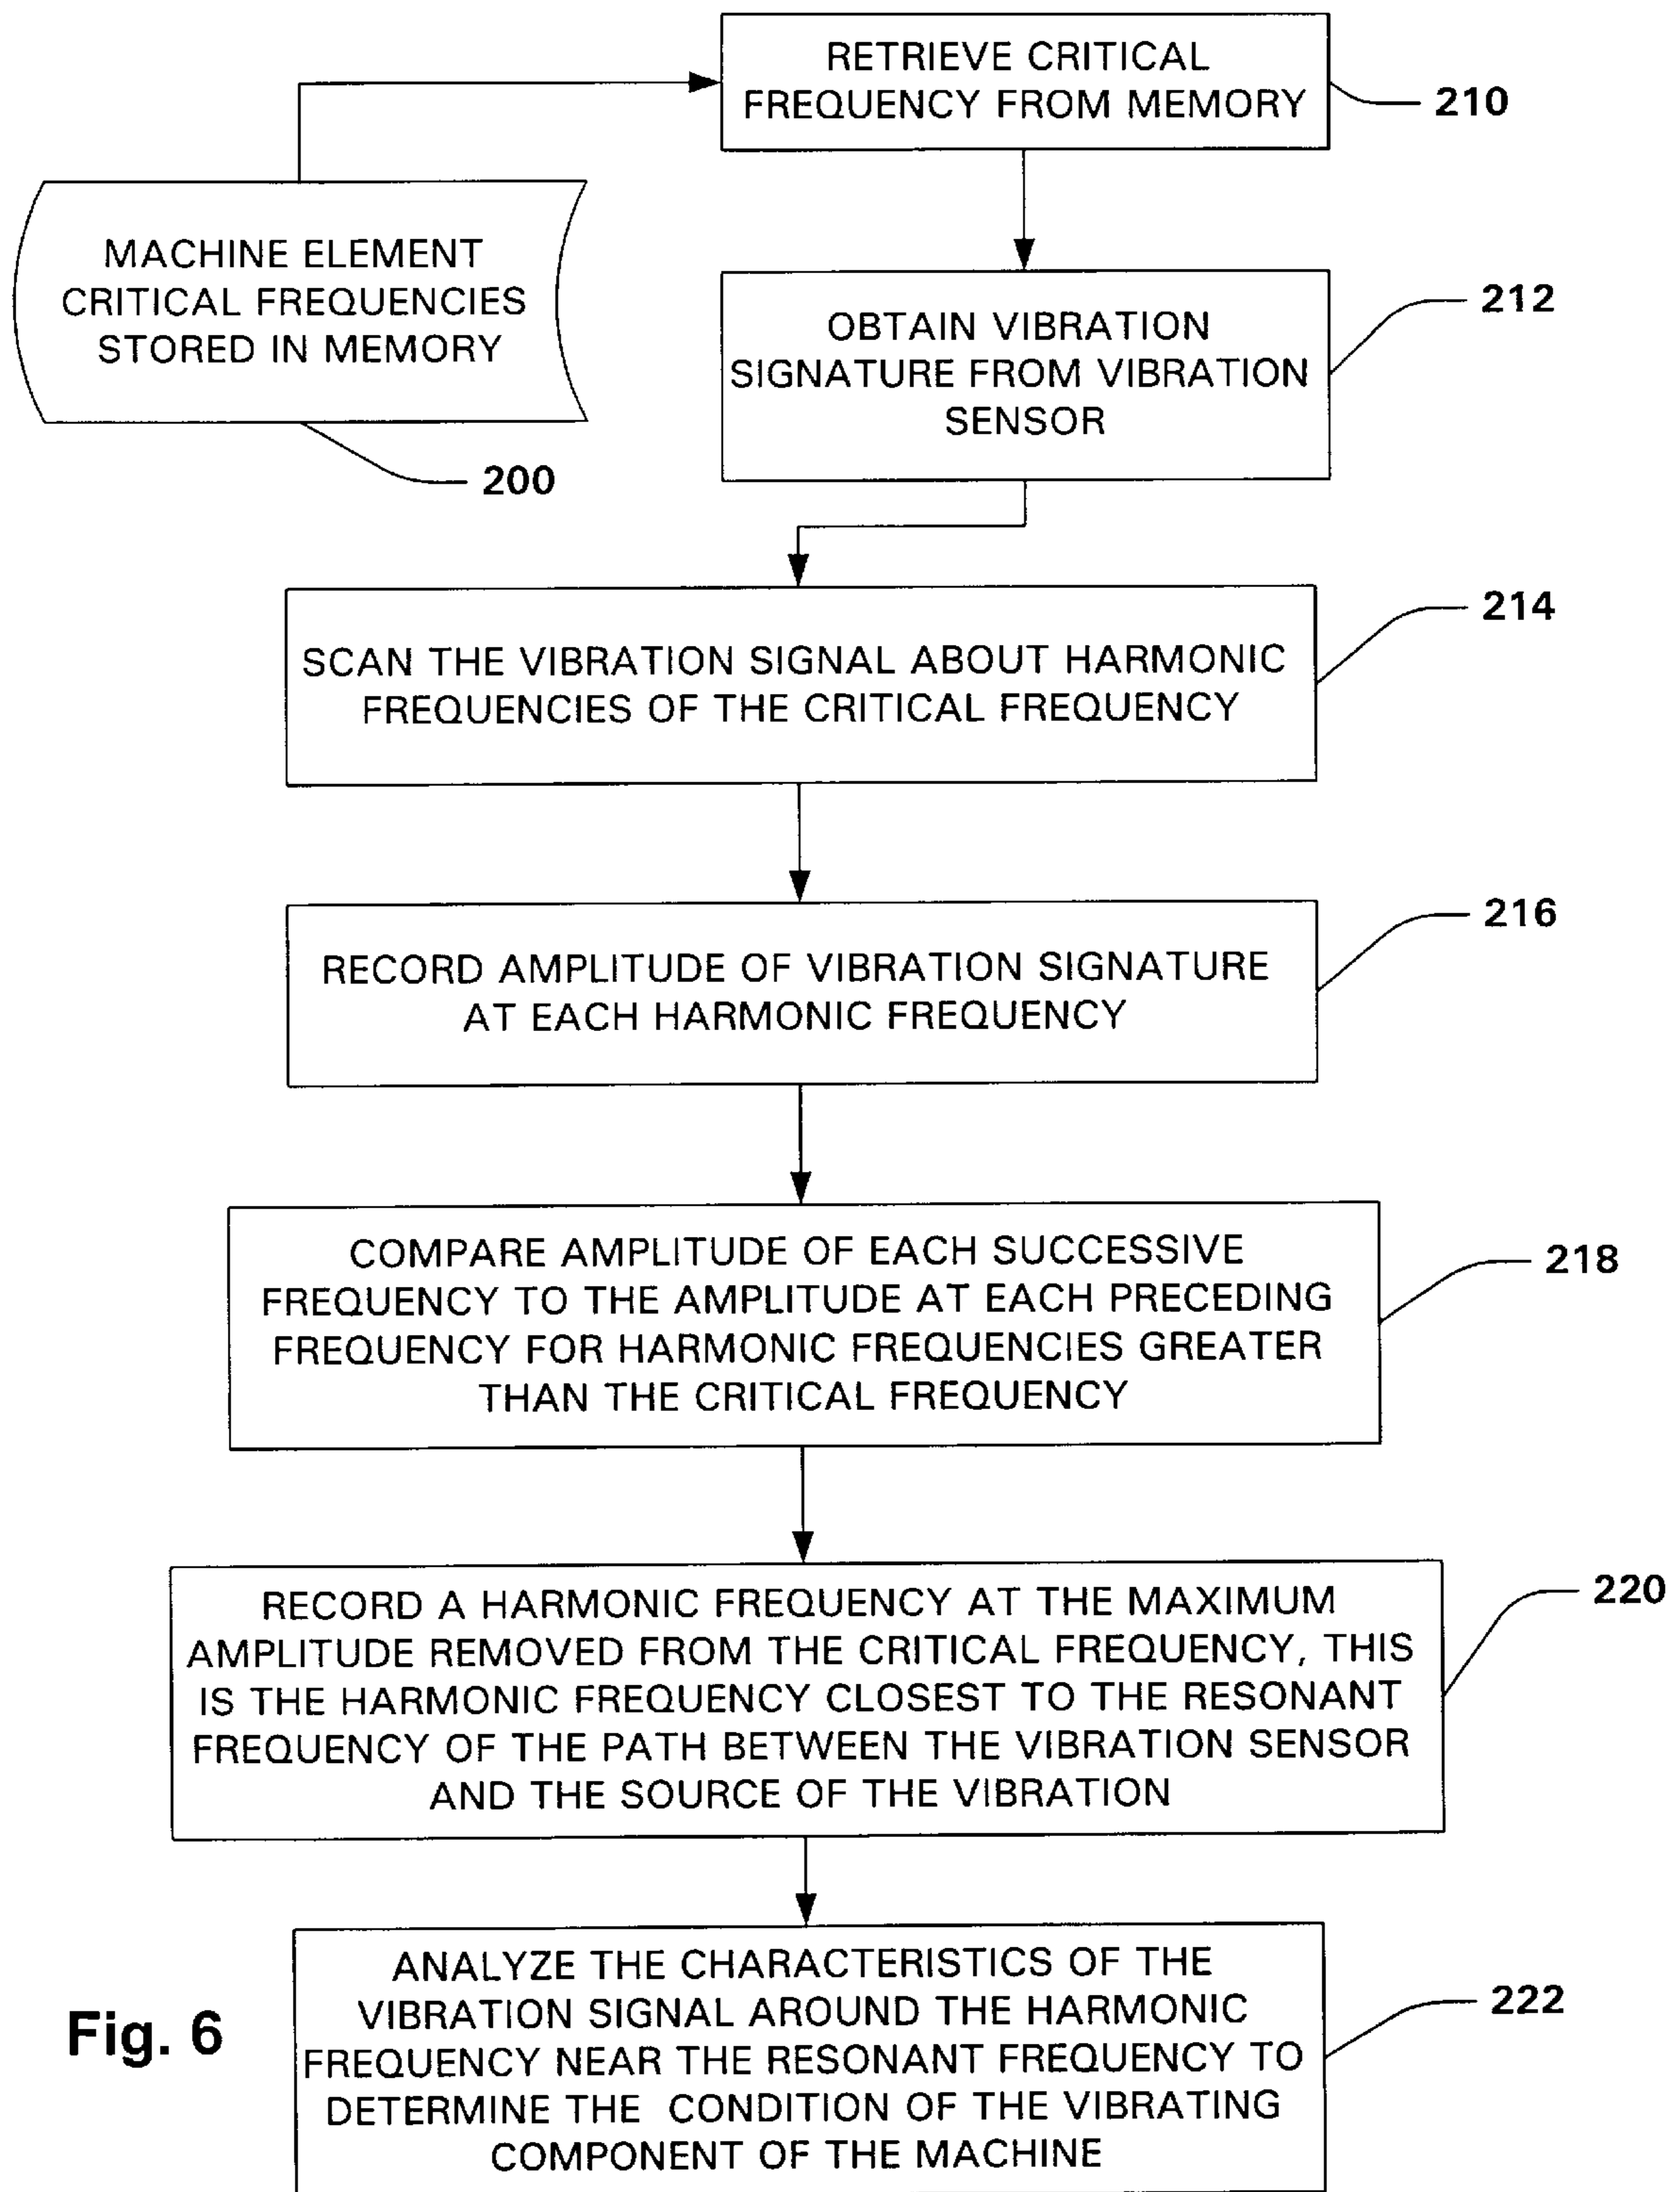 RETRIEVE CRITICAL
FREQUENCY FROM MEMORY
210
MACHINE ELEMENT
CRITICAL FREQUENCIES
STORED IN MEMORY
200
OBTAIN VIBRATION
SIGNATURE FROM VIBRATION
SENSOR
212
SCAN THE VIBRATION SIGNAL ABOUT HARMONIC
FREQUENCIES OF THE CRITICAL FREQUENCY
214
RECORD AMPLITUDE OF VIBRATION SIGNATURE
AT EACH HARMONIC FREQUENCY
216
COMPARE AMPLITUDE OF EACH SUCCESSIVE
FREQUENCY TO THE AMPLITUDE AT EACH PRECEDING
FREQUENCY FOR HARMONIC FREQUENCIES GREATER
THAN THE CRITICAL FREQUENCY
218
RECORD A HARMONIC FREQUENCY AT THE MAXIMUM
AMPLITUDE REMOVED FROM THE CRITICAL FREQUENCY, THIS
IS THE HARMONIC FREQUENCY CLOSEST TO THE RESONANT
FREQUENCY OF THE PATH BETWEEN THE VIBRATION SENSOR
AND THE SOURCE OF THE VIBRATION
220
ANALYZE THE CHARACTERISTICS OF THE
VIBRATION SIGNAL AROUND THE HARMONIC
FREQUENCY NEAR THE RESONANT FREQUENCY TO
DETERMINE THE CONDITION OF THE VIBRATING
COMPONENT OF THE MACHINE
222
Fig. 6